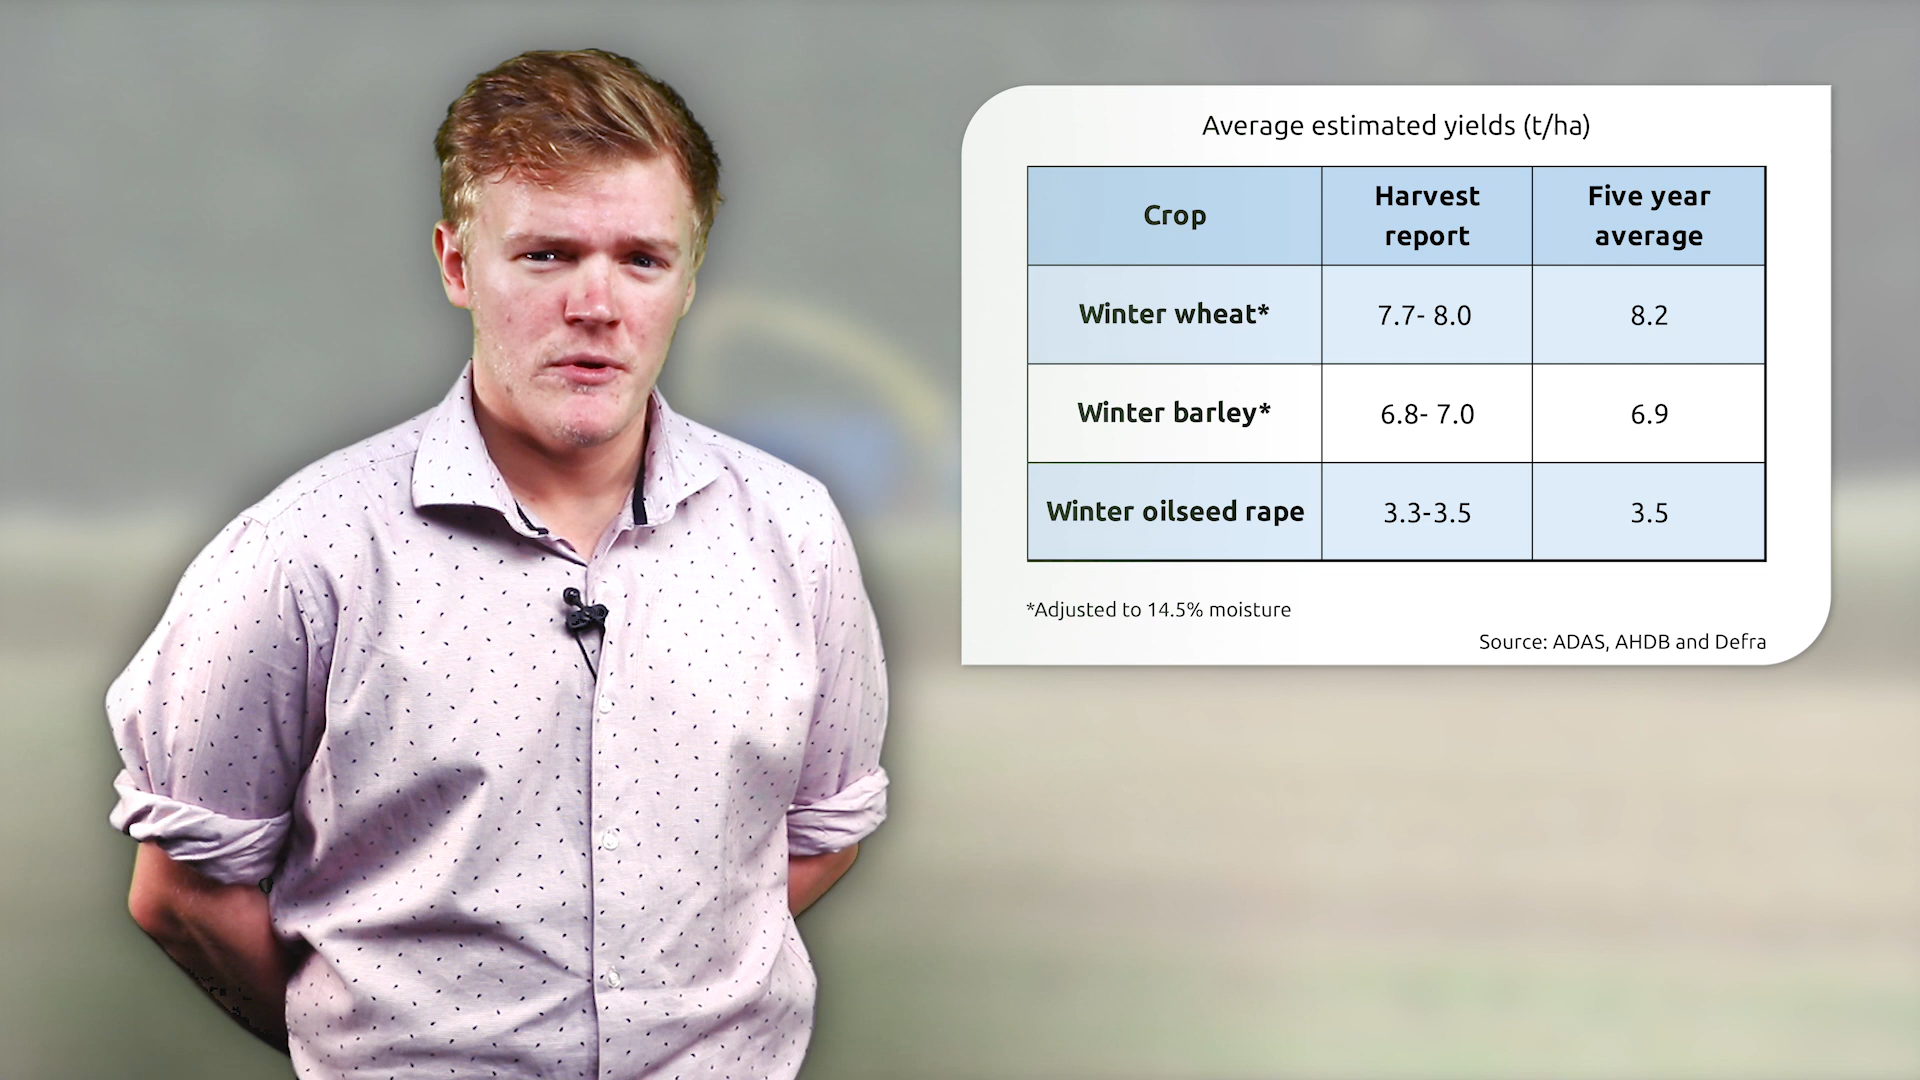 Average estimated yields (t/ha)
Crop
Harvest
report
Five year
average
Winter wheat*
7.7- 8.0
8.2
Winter barley*
6.8- 7.0
6.9
Winter oilseed rape
3.3-3.5
3.5
*Adjusted to 14.5% moisture
Source: ADAS, AHDB and Defra